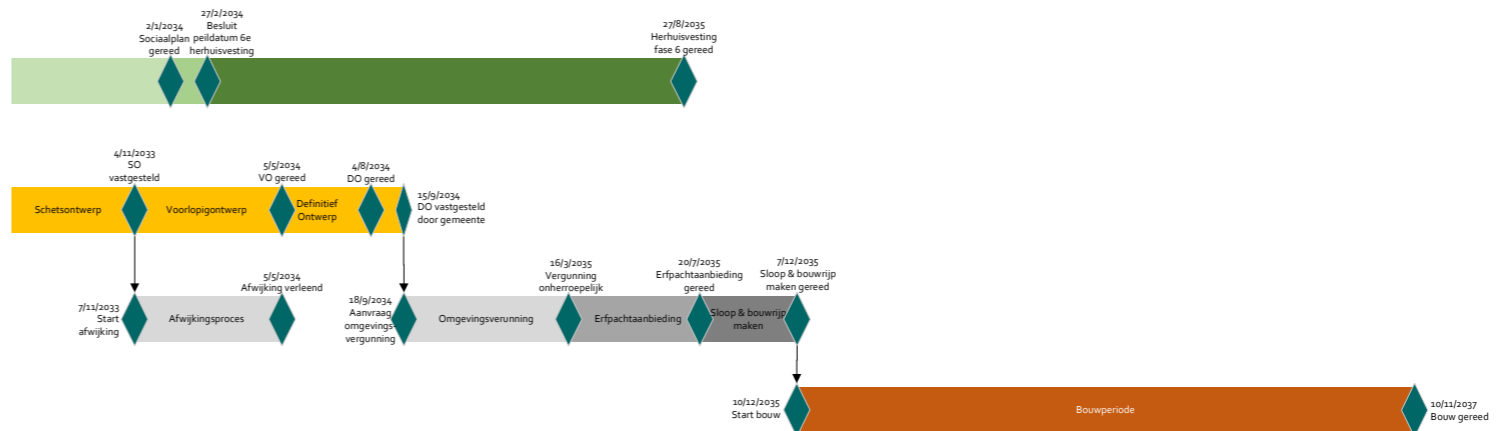 2/1/2034
Sociaalplan
gereed
27/2/2034
Besluit
peildatum 6e
herhuisvesting
27/8/2035
Herhuisvesting
fase 6 gereed
4/11/2033
SO
vastgesteld
5/5/2034
VO gereed
4/8/2034
DO gereed
15/9/2034
DO vastgesteld
door gemeente
Schetsontwerp
Voorlopigontwerp
Definitief
Ontwerp
7/11/2033
Start
afwijking
5/5/2034
Afwijking verleend
Afwijkingsproces
18/9/2034
Aanvraag
omgevings-
vergunning
16/3/2035
Vergunning
onherroepelijk
20/7/2035
Erfpachtaanbieding
gereed
7/12/2035
Sloop & bouwrijp
maken gereed
Omgevingsverunning
Erfpachtaanbieding
Sloop & bouwrijp
maken
10/12/2035
Start bouw
Bouwperiode
10/11/2037
Bouw gereed